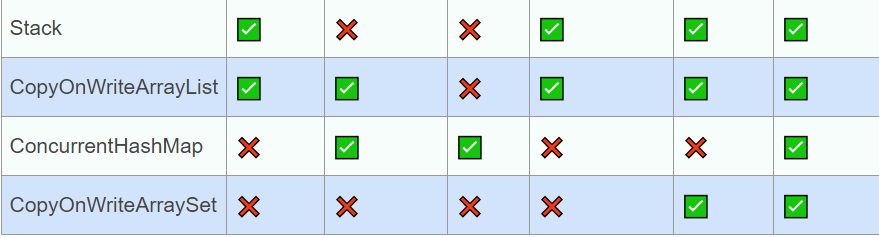 Stack ✅ ❌ ❌ ✅ ✅ ✅
CopyOnWriteArrayList ✅ ✅ ❌ ✅ ✅ ✅
ConcurrentHashMap ❌ ✅ ✅ ❌ ❌ ✅
CopyOnWriteArraySet ❌ ❌ ❌ ❌ ✅ ✅